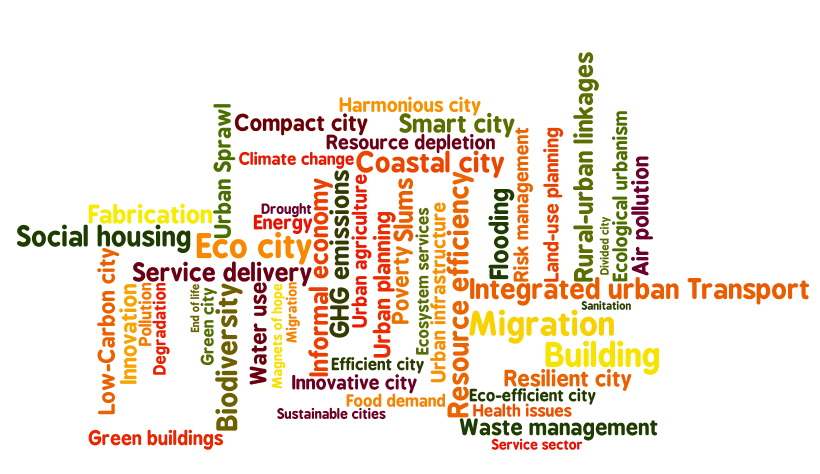 Harmonious city
Compact city
Smart city
Resource depletion
Climate change
Coastal city
Urban Sprawl
Fabrication
Drought
Energy
Social housing
Eco city
Service delivery
Low-Carbon city
Innovation
Pollution
Degradation
End of life
Green city
Biodiversity
Water use
Magnets of hope
Migration
Informal economy
GHG emissions
Urban agriculture
Urban planning
Poverty Slums
Ecosystem services
Urban infrastructure
Resource efficiency
Flooding
Risk management
Land-use planning
Rural-urban linkages
Divided city
Ecological urbanism
Air pollution
Integrated urban Transport
Sanitation
Migration
Building
Efficient city
Innovative city
Resilient city
Food demand
Eco-efficient city
Sustainable cities
Health issues
Waste management
Green buildings
Service sector